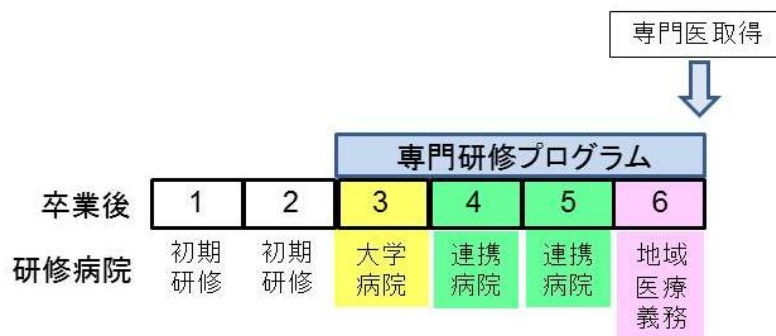 専門医取得
専門研修プログラム
卒業後 1 2 3 4 5 6
研修病院 初期 初期 大学 連携 連携 地域
研修 研修 病院 病院 病院 医療
義務